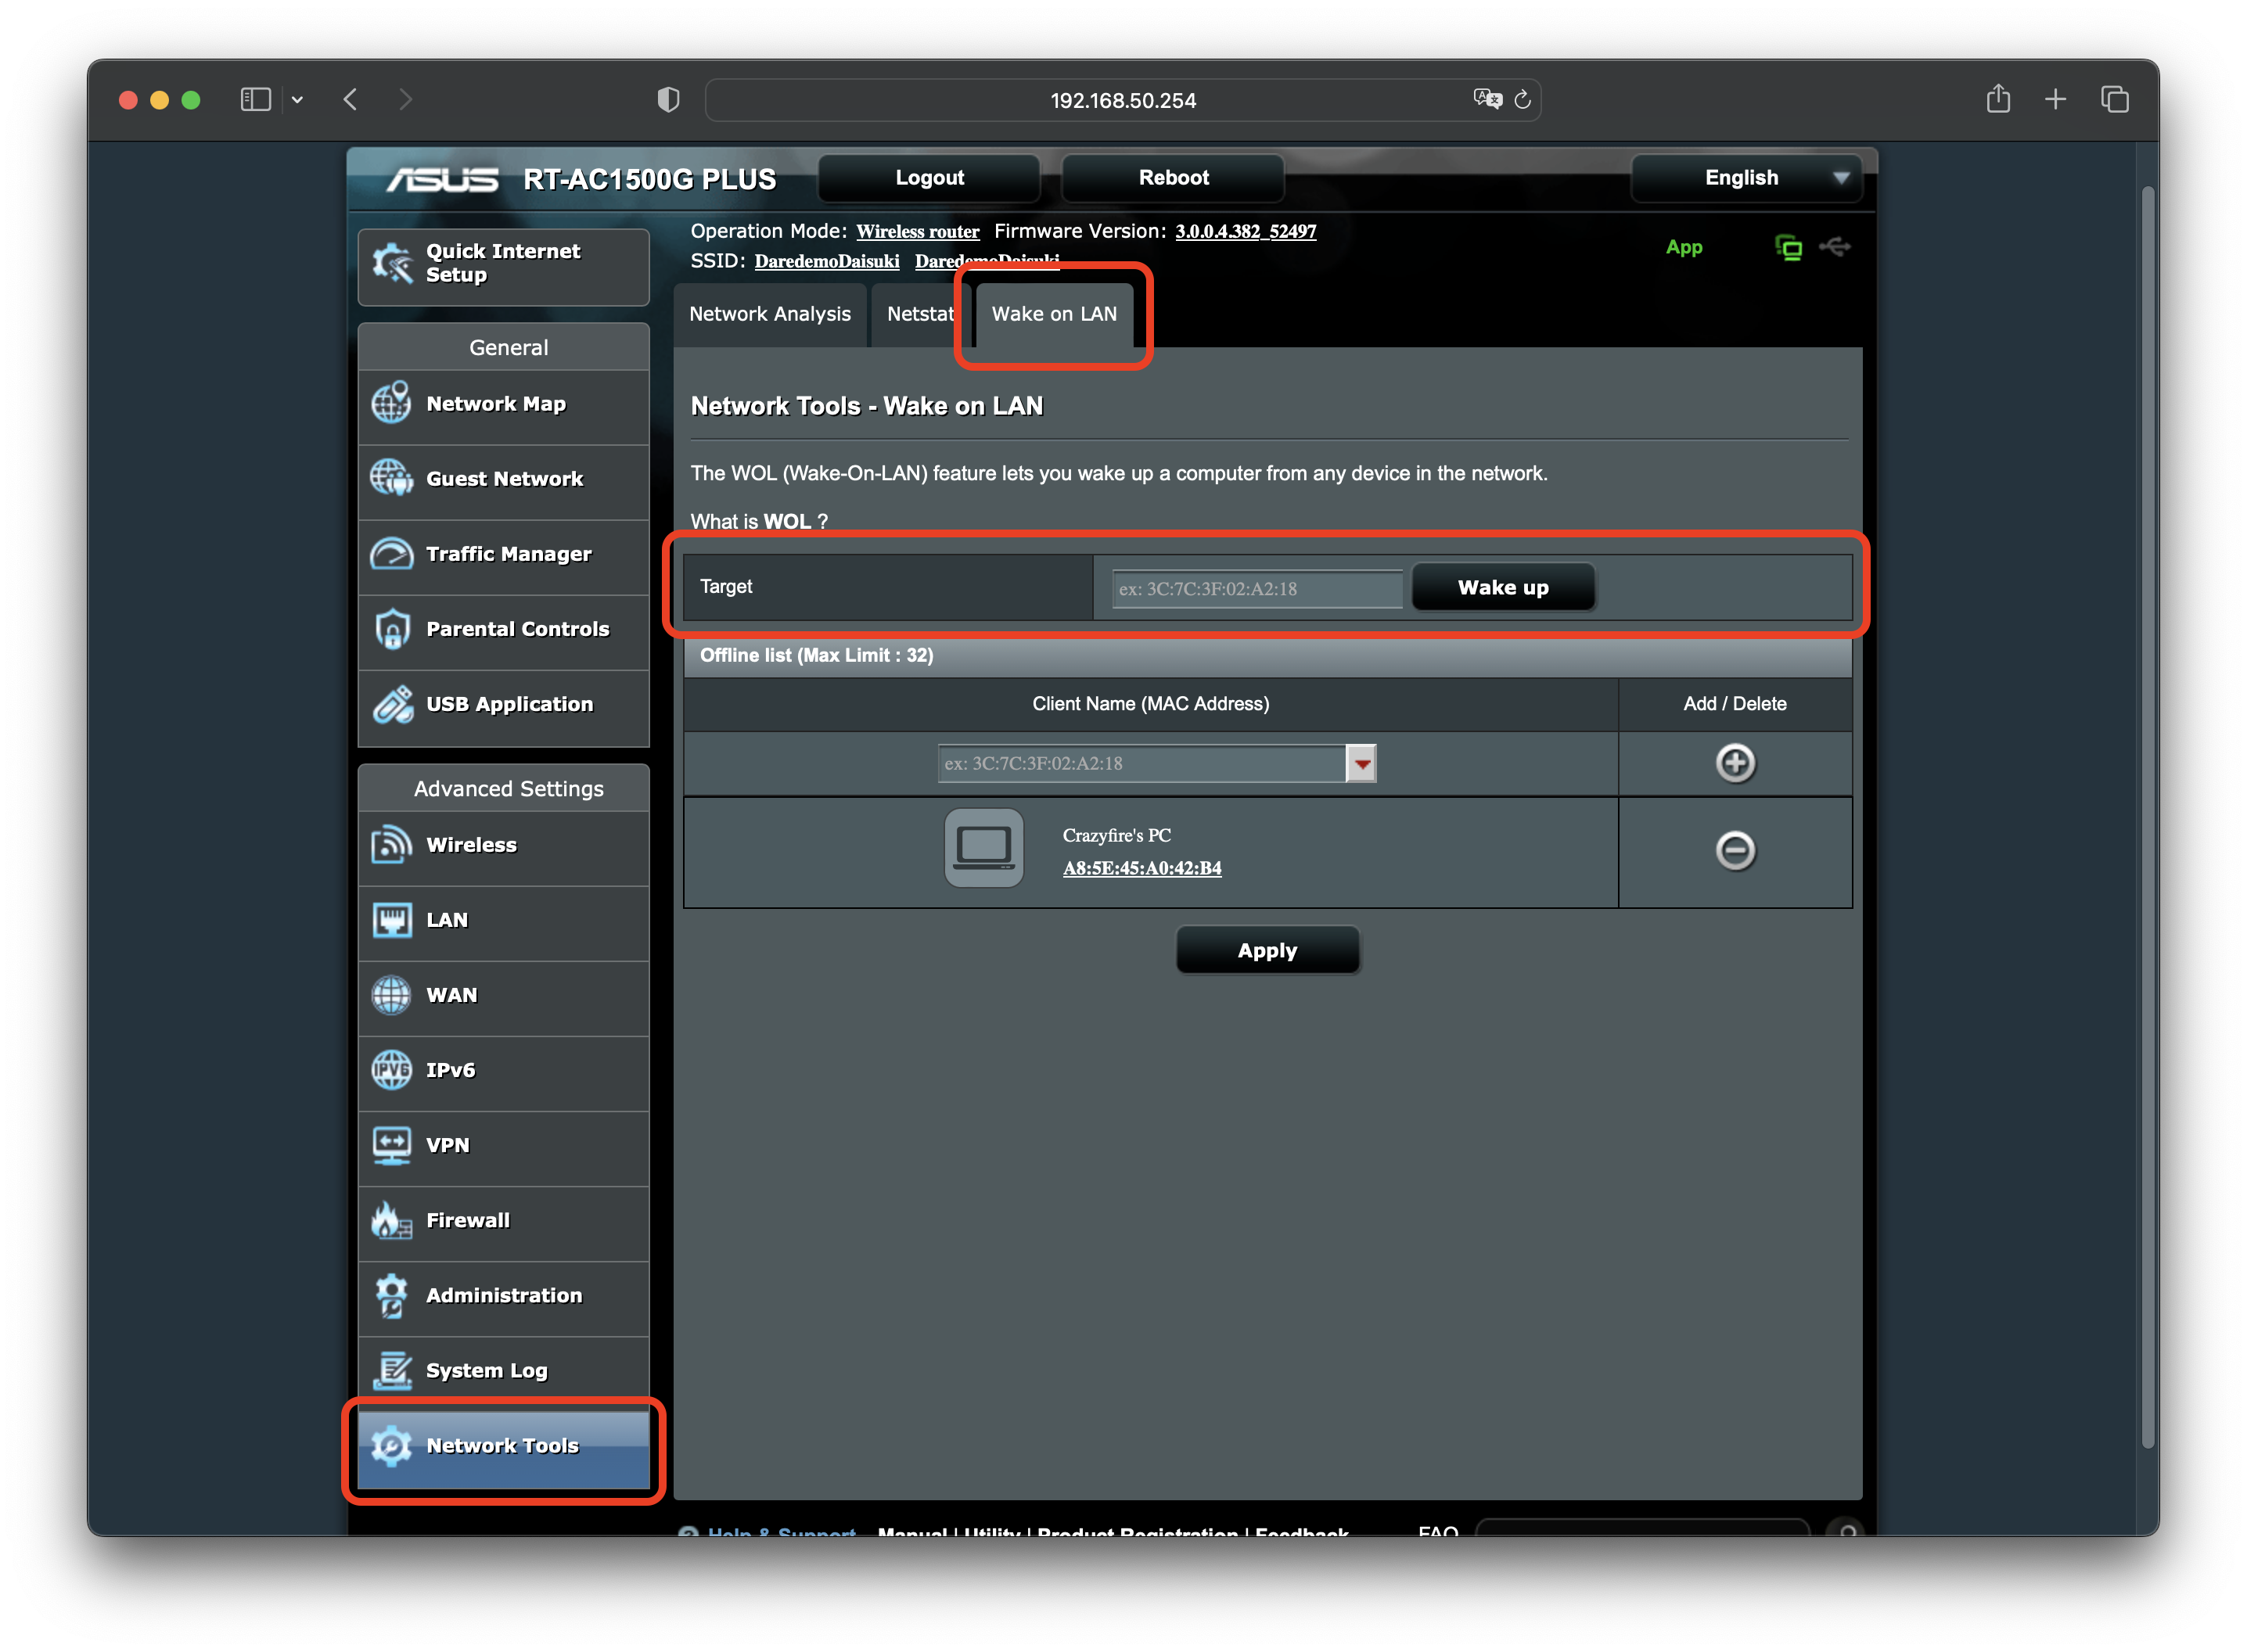 192.168.50.254
ASUS RT-AC1500G PLUS Logout Reboot English
Quick Internet Setup
Operation Mode: Wireless router Firmware Version: 3.0.0.4.382_52497
SSID: DaredemoDaisuki DaredemoDaisuki
App
General
Network Map
Guest Network
Traffic Manager
Parental Controls
USB Application
Advanced Settings
Wireless
LAN
WAN
IPV6 IPv6
VPN
Firewall
Administration
System Log
Network Tools
Network Analysis Netstat Wake on LAN
Network Tools - Wake on LAN
The WOL (Wake-On-LAN) feature lets you wake up a computer from any device in the network.
What is WOL ?
Target ex: 3C:7C:3F:02:A2:18 Wake up
Offline list (Max Limit : 32)
Client Name (MAC Address) Add / Delete
ex: 3C:7C:3F:02:A2:18
Crazyfire's PC
A8:5E:45:A0:42:B4
Apply
Help & Support Manual | Utility | Product Registration | Feedback FAQ